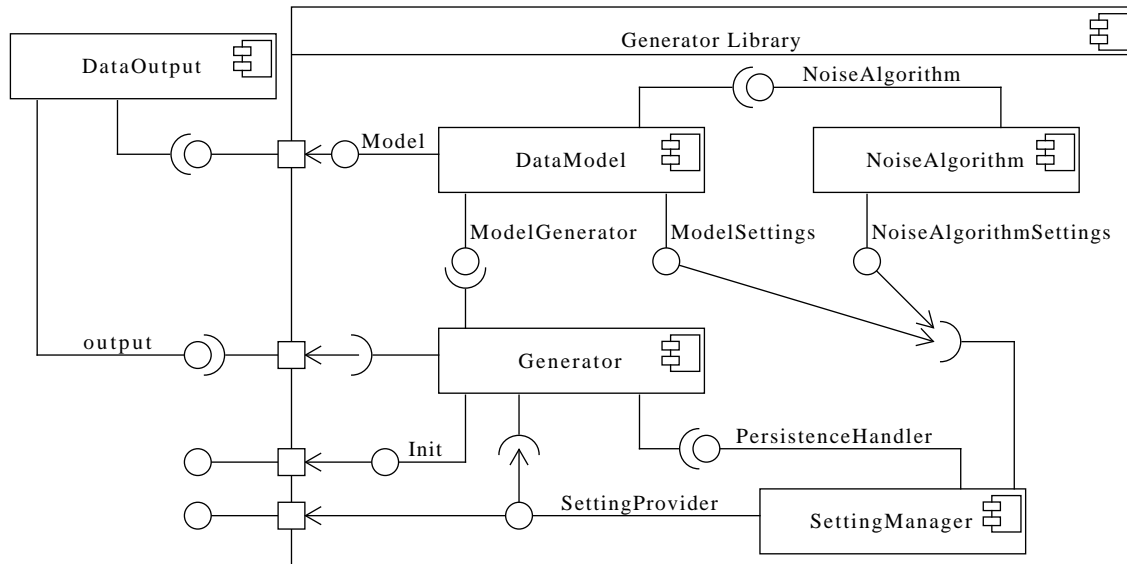 Generator Library
DataOutput
NoiseAlgorithm
Model
DataModel
NoiseAlgorithm
ModelGenerator
ModelSettings
NoiseAlgorithmSettings
output
Generator
Init
PersistenceHandler
SettingProvider
SettingManager